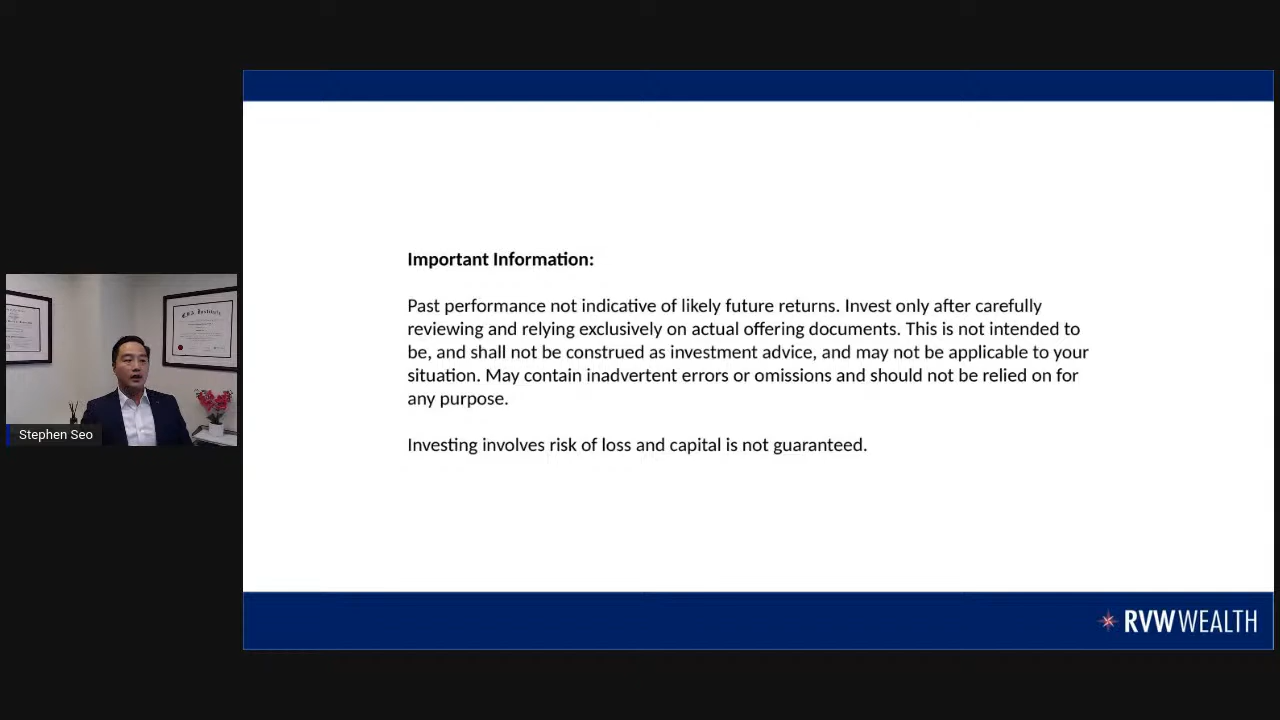 Important Information:
Past performance not indicative of likely future returns. Invest only after carefully
reviewing and relying exclusively on actual offering documents. This is not intended to
be, and shall not be construed as investment advice, and may not be applicable to your
situation. May contain inadvertent errors or omissions and should not be relied on for
any purpose.
Investing involves risk of loss and capital is not guaranteed.
Stephen Seo
RVW WEALTH